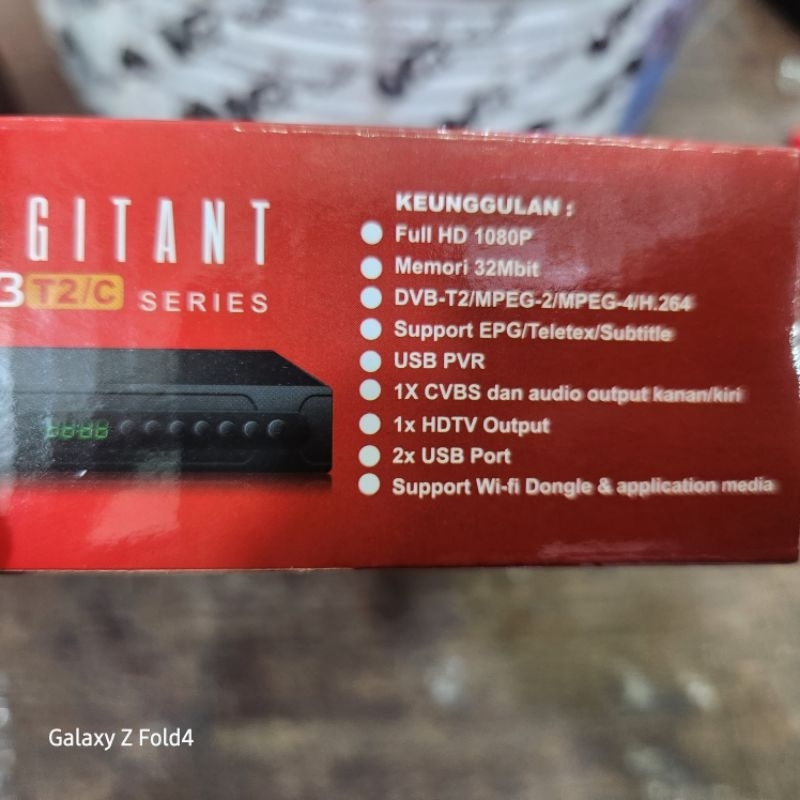 GITANT
3 T2/C SERIES
KEUNGGULAN :
Full HD 1080P
Memori 32Mbit
DVB-T2/MPEG-2/MPEG-4/H.264
Support EPG/Teletex/Subtitle
USB PVR
1X CVBS dan audio output kanan/kiri
1x HDTV Output
2x USB Port
Support Wi-fi Dongle & application media
Galaxy Z Fold4